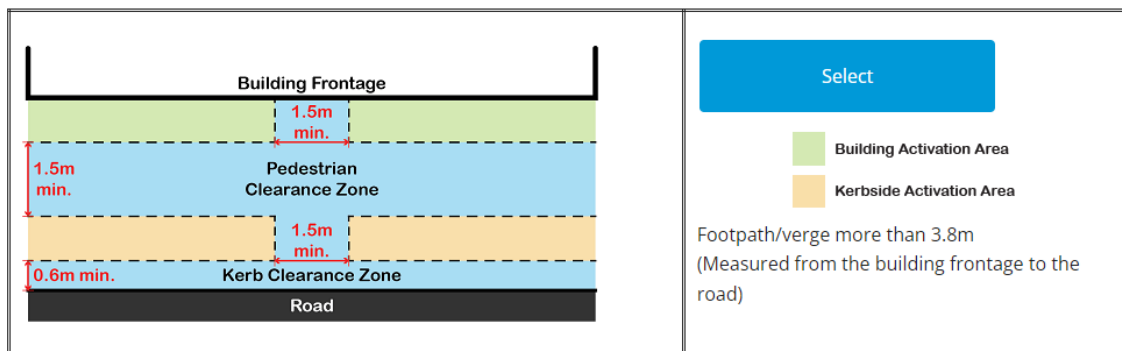 Building Frontage
1.5m
min.
1.5m
min.
Pedestrian
Clearance Zone
1.5m
min.
0.6m min.
Kerb Clearance Zone
Road
Select
Building Activation Area
Kerbside Activation Area
Footpath/verge more than 3.8m
(Measured from the building frontage to the
road)